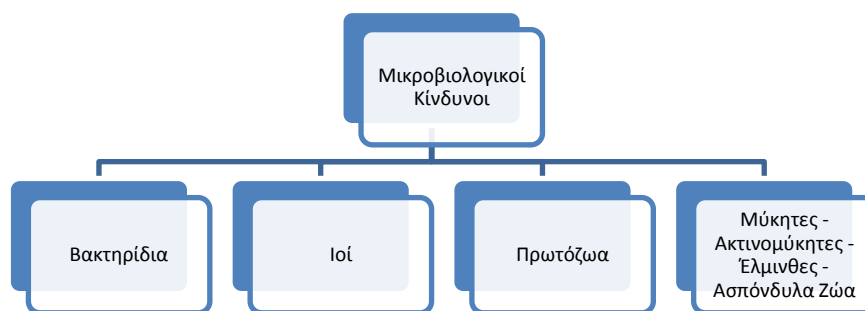 Μικροβιολογικοί
Κίνδυνοι
Βακτηρίδια
Ιοί
Πρωτόζωα
Μύκητες -
Ακτινομύκητες -
Έλμινθες -
Ασπόνδυλα Ζώα